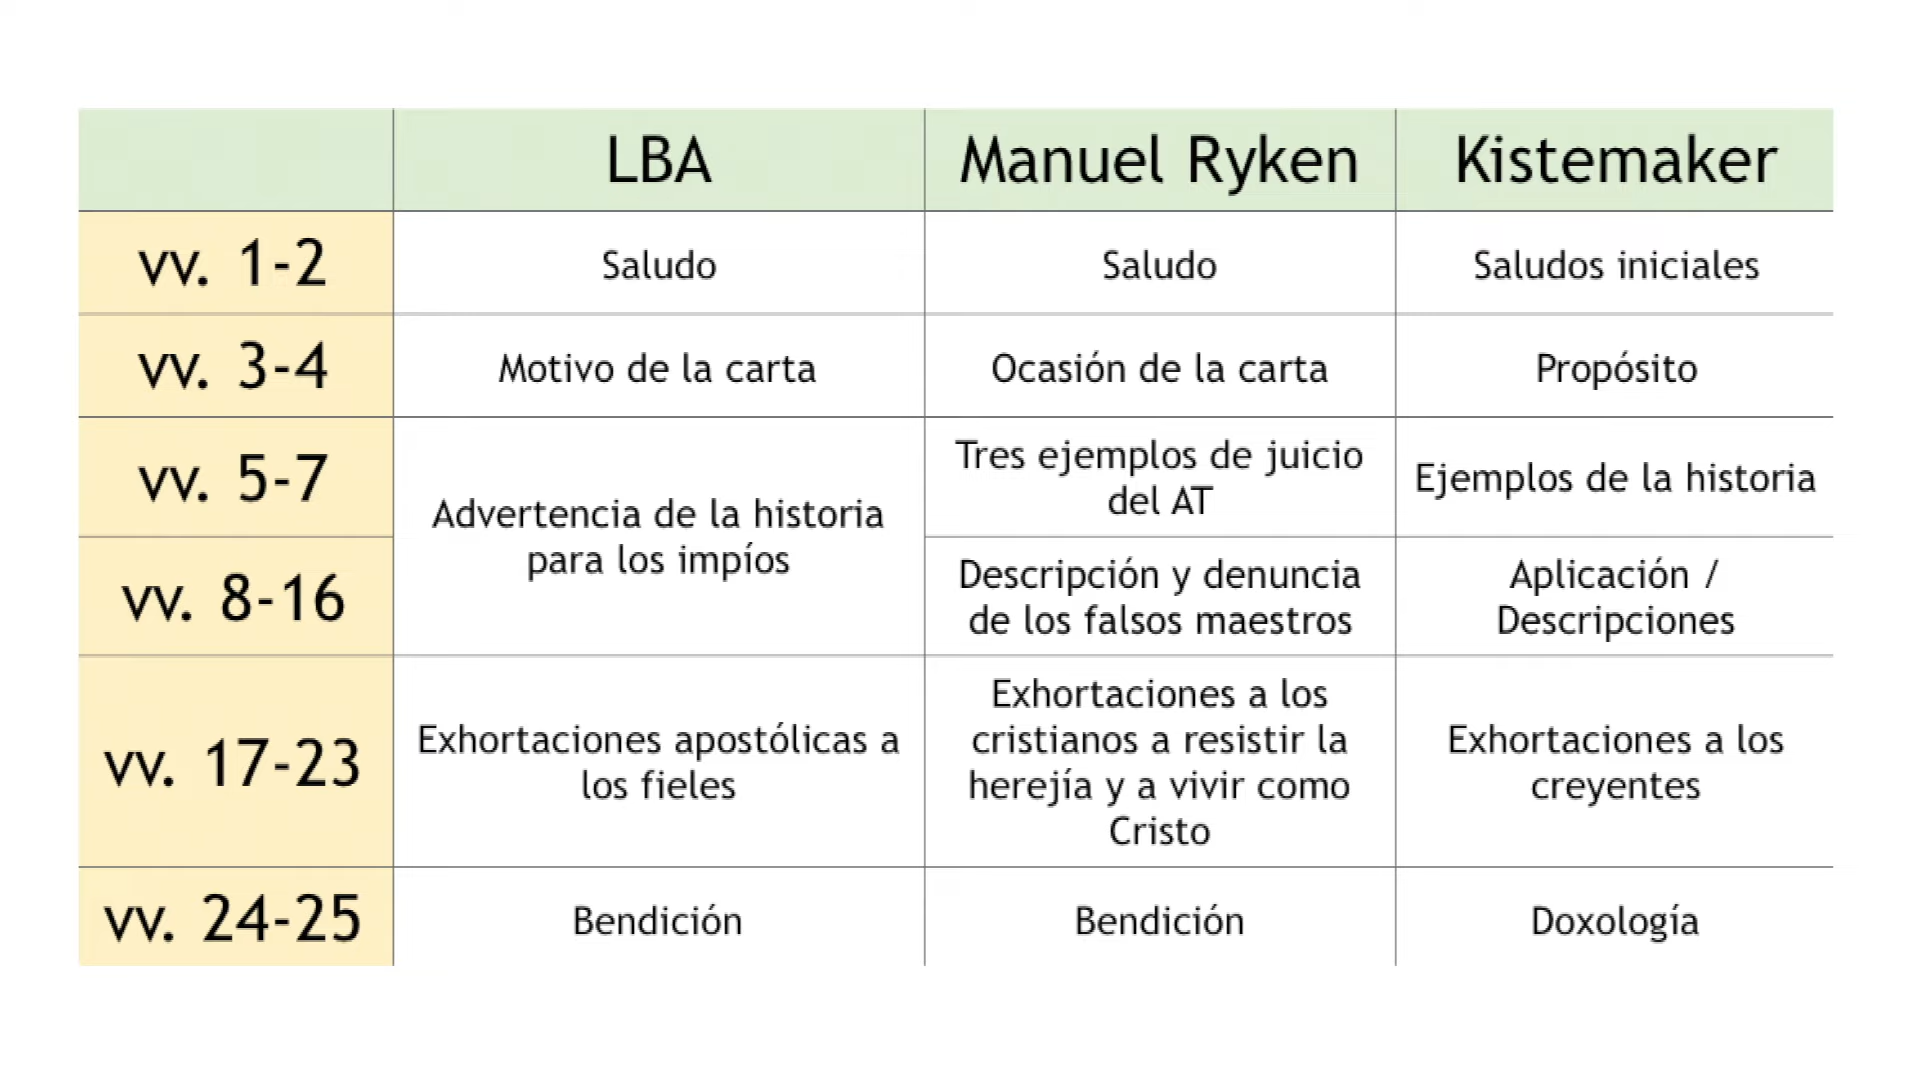 LBA
Manuel Ryken
Kistemaker
vv. 1-2
Saludo
Saludo
Saludos iniciales
vv. 3-4
Motivo de la carta
Ocasión de la carta
Propósito
vv. 5-7
Advertencia de la historia
para los impíos
Tres ejemplos de juicio
del AT
Ejemplos de la historia
vv. 8-16
Descripción y denuncia
de los falsos maestros
Aplicación /
Descripciones
vv. 17-23
Exhortaciones apostólicas a
los fieles
Exhortaciones a los
cristianos a resistir la
herejía y a vivir como
Cristo
Exhortaciones a los
creyentes
vv. 24-25
Bendición
Bendición
Doxología